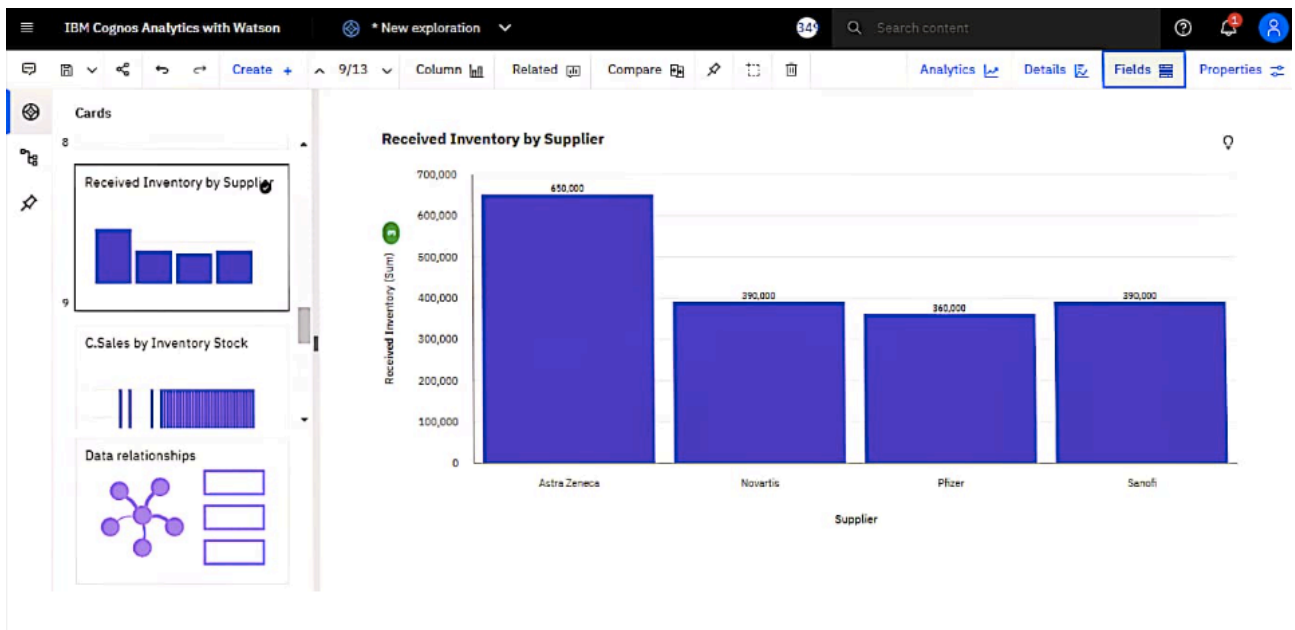 IBM Cognos Analytics with Watson
* New exploration
349
Search content
1
Create +
9/13
Column
Related
Compare
Analytics
Details
Fields
Properties
Cards
8
Received Inventory by Supplier
9
C.Sales by Inventory Stock
Data relationships
Received Inventory by Supplier
700,000
600,000
500,000
400,000
300,000
200,000
100,000
0
Received Inventory (Sum)
650,000
390,000
360,000
390,000
Astra Zeneca
Novartis
Pfizer
Sanofi
Supplier